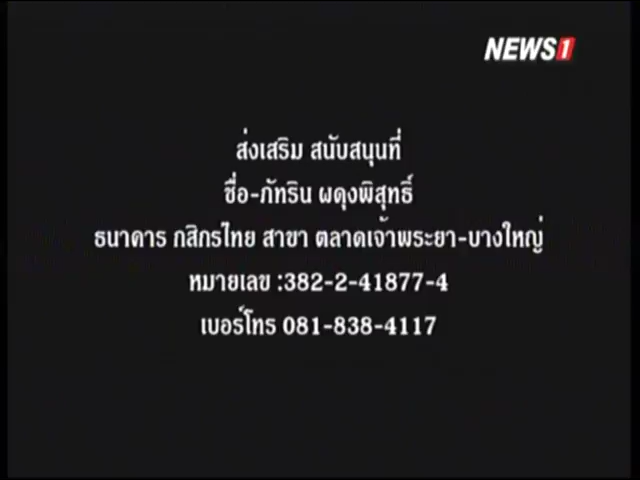 NEWS1
ส่งเสริม สนับสนุนที่
ชื่อ-ภัทริน ผดุงพิสุทธิ์
ธนาคาร กสิกรไทย สาขา ตลาดเจ้าพระยา-บางใหญ่
หมายเลข :382-2-41877-4
เบอร์โทร 081-838-4117